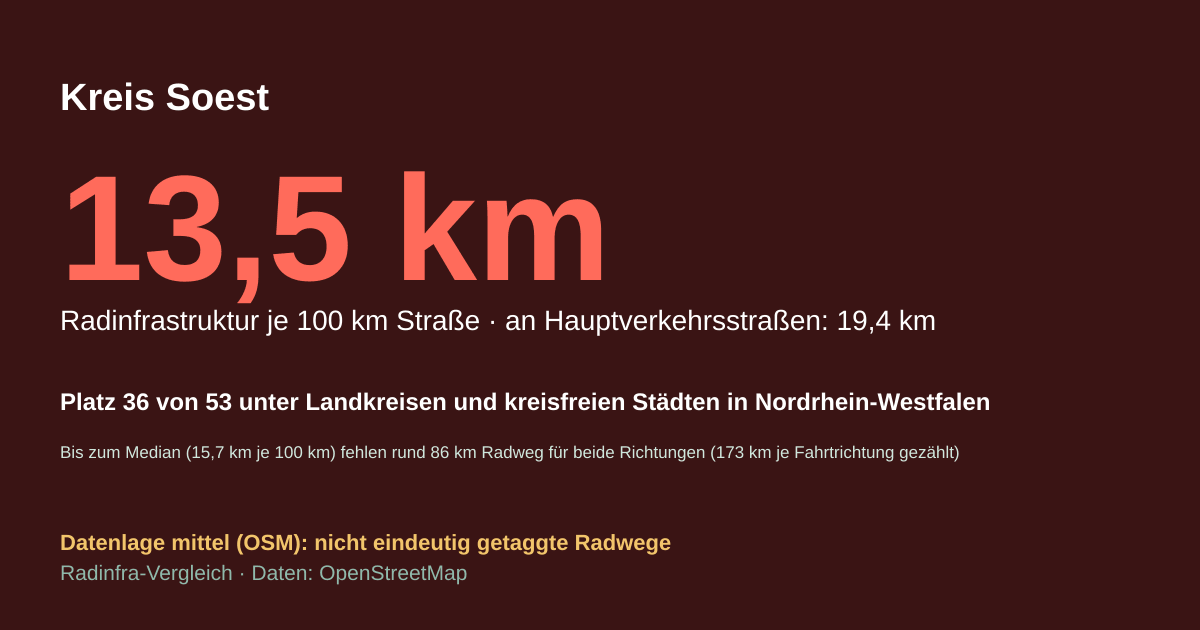 Kreis Soest
13,5 km
Radinfrastruktur je 100 km Straße · an Hauptverkehrsstraßen: 19,4 km
Platz 36 von 53 unter Landkreisen und kreisfreien Städten in Nordrhein-Westfalen
Bis zum Median (15,7 km je 100 km) fehlen rund 86 km Radweg für beide Richtungen (173 km je Fahrtrichtung gezählt)
Datenlage mittel (OSM): nicht eindeutig getaggte Radwege
Radinfra-Vergleich · Daten: OpenStreetMap